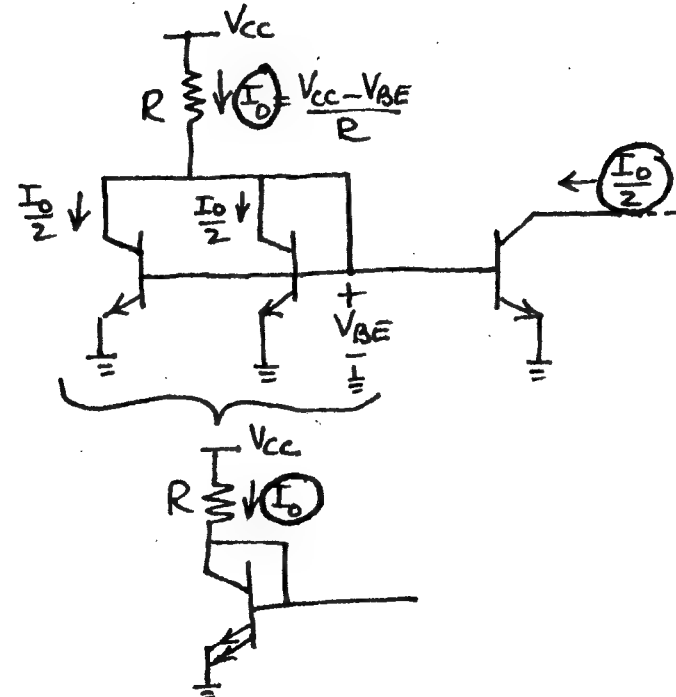 VCC
R ↓ I0 = (VCC – VBE) / R
I0/2 ↓
I0/2 ↓
← I0/2
+
VBE
–
VCC
R ↓ I0